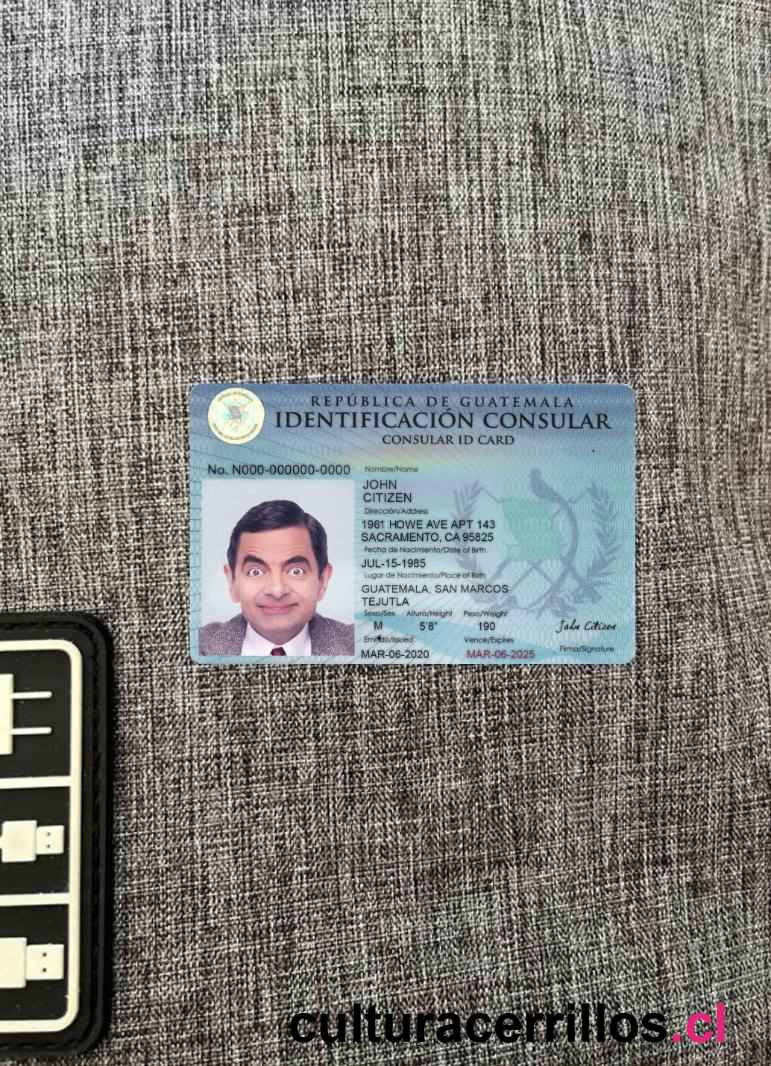 REPÚBLICA DE GUATEMALA
IDENTIFICACIÓN CONSULAR
CONSULAR ID CARD
No. N000-000000-0000
Nombre/Name
JOHN
CITIZEN
Dirección/Address
1961 HOWE AVE APT 143
SACRAMENTO, CA 95825
Fecha de Nacimiento/Date of Birth
JUL-15-1985
Lugar de Nacimiento/Place of Birth
GUATEMALA, SAN MARCOS
TEJUTLA
Sexo/Sex Altura/Height Peso/Weight
M 5'8" 190
John Citizen
Emitido/Issued Vence/Expires Firma/Signature
MAR-06-2020 MAR-06-2025
culturacerrillos.cl